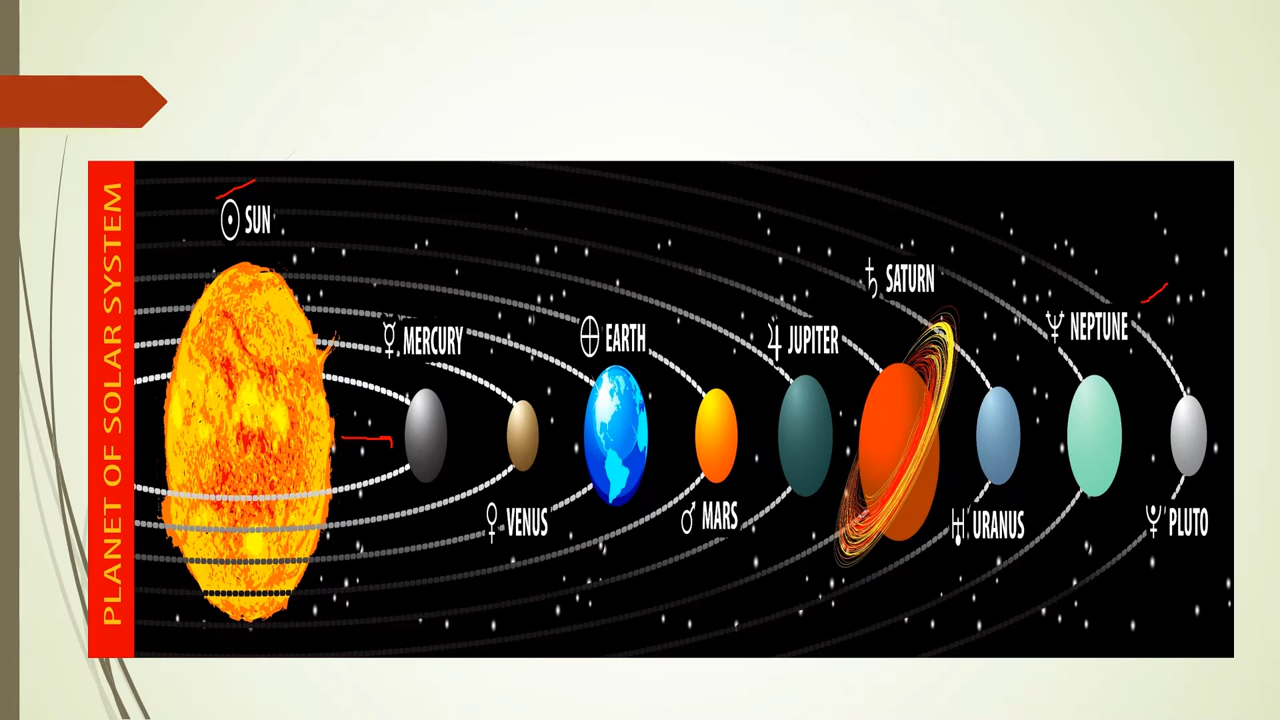 PLANET OF SOLAR SYSTEM
SUN
MERCURY
VENUS
EARTH
MARS
JUPITER
SATURN
URANUS
NEPTUNE
PLUTO